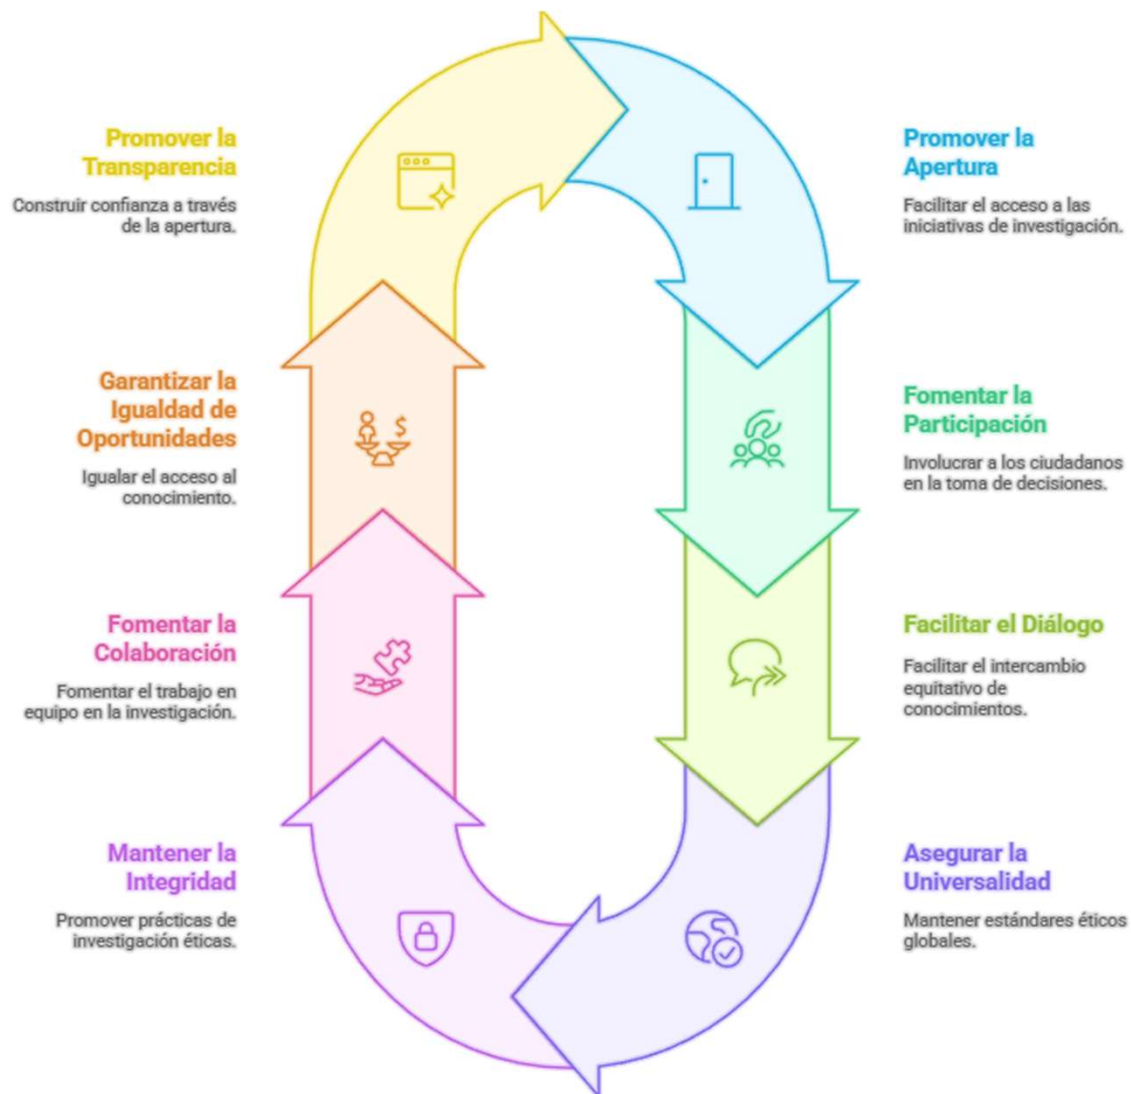 Promover la
Transparencia
Construir confianza a través
de la apertura.
Promover la
Apertura
Facilitar el acceso a las
iniciativas de investigación.
Garantizar la
Igualdad de
Oportunidades
Igualar el acceso al
conocimiento.
$
Fomentar la
Participación
Involucrar a los ciudadanos
en la toma de decisiones.
Fomentar la
Colaboración
Fomentar el trabajo en
equipo en la investigación.
Facilitar el Diálogo
Facilitar el intercambio
equitativo de
conocimientos.
Mantener la
Integridad
Promover prácticas de
investigación éticas.
Asegurar la
Universalidad
Mantener estándares éticos
globales.